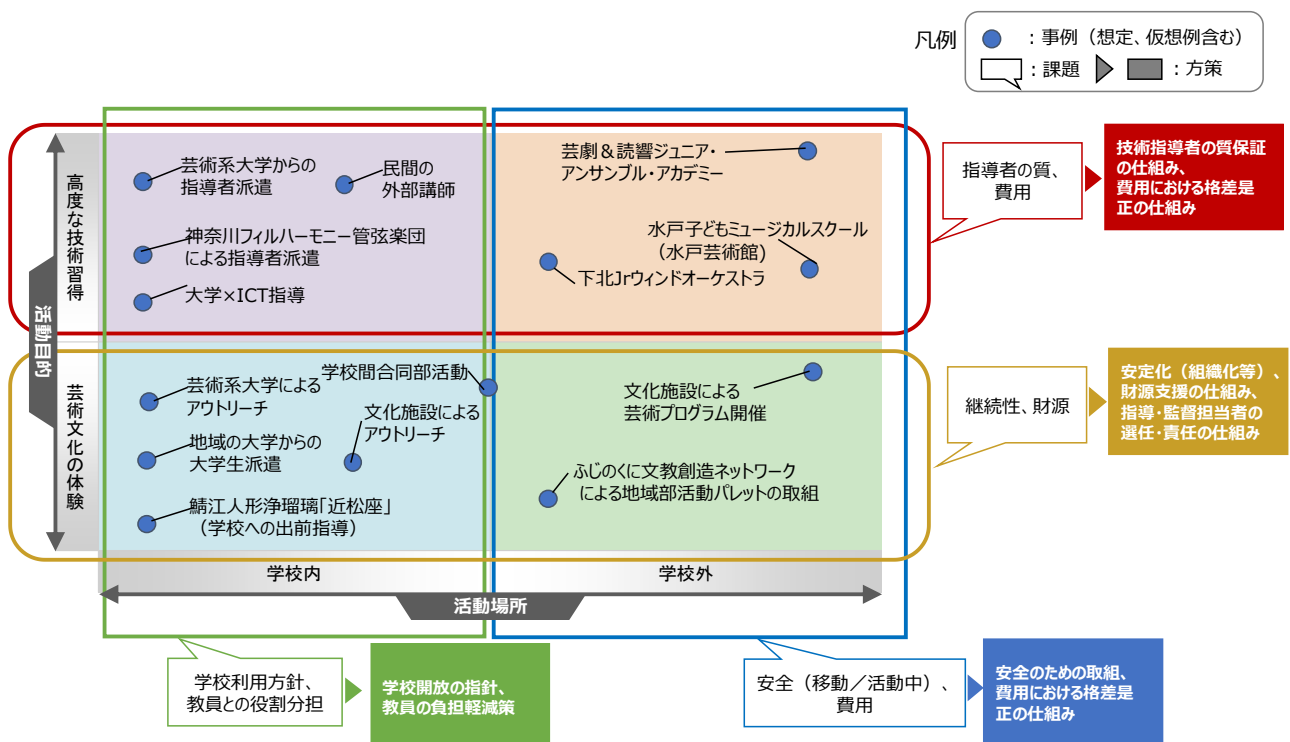 凡例
：事例（想定、仮想例含む）
：課題
：方策
活動目的
高度な技術習得
芸術系大学からの
指導者派遣
民間の
外部講師
神奈川フィルハーモニー管弦楽団
による指導者派遣
大学×ICT指導
芸劇＆読響ジュニア・
アンサンブル・アカデミー
水戸子どもミュージカルスクール
（水戸芸術館）
下北Jrウィンドオーケストラ
指導者の質、
費用
技術指導者の質保証
の仕組み、
費用における格差是
正の仕組み
芸術文化の体験
芸術系大学による
アウトリーチ
学校間合同部活動
文化施設による
アウトリーチ
地域の大学からの
大学生派遣
鯖江人形浄瑠璃「近松座」
（学校への出前指導）
文化施設による
芸術プログラム開催
ふじのくに文教創造ネットワーク
による地域部活動パレットの取組
継続性、財源
安定化（組織化等）、
財源支援の仕組み、
指導・監督担当者の
選任・責任の仕組み
学校内
学校外
活動場所
学校利用方針、
教員との役割分担
学校開放の指針、
教員の負担軽減策
安全（移動／活動中）、
費用
安全のための取組、
費用における格差是
正の仕組み